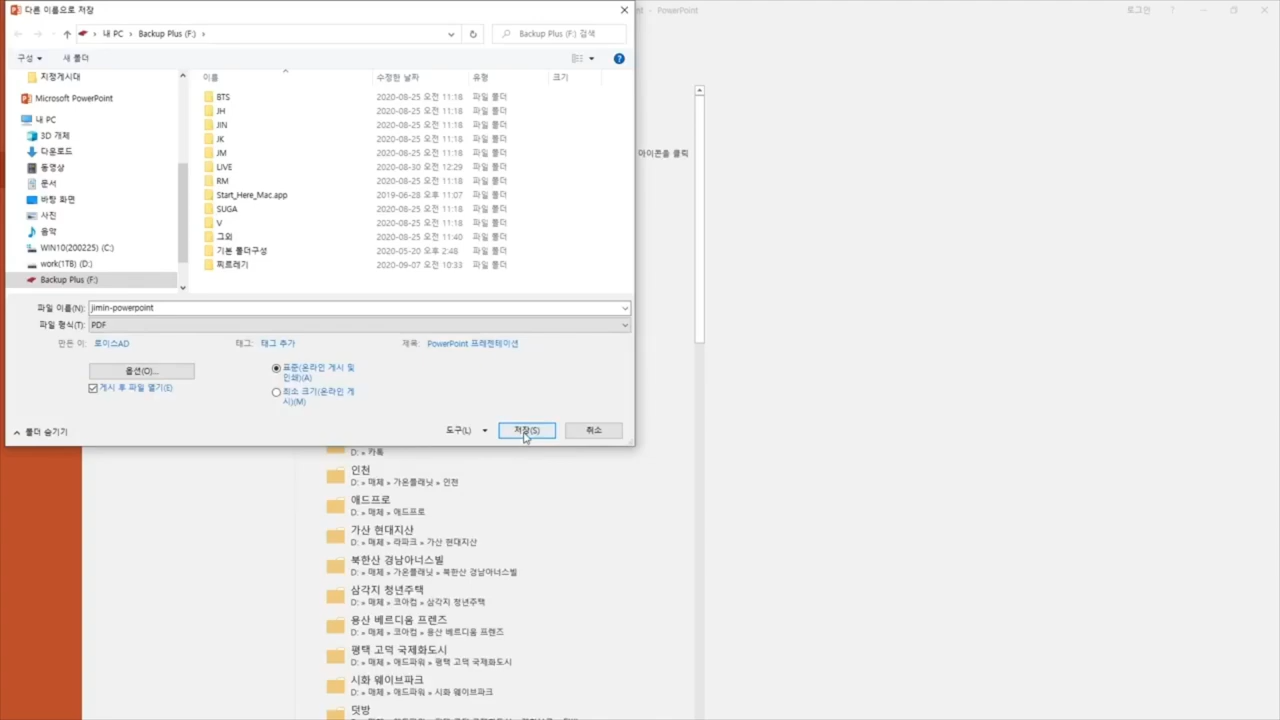 다른 이름으로 저장
nt - PowerPoint
로그인
?
› 내 PC › Backup Plus (F:) ›
Backup Plus (F:) 검색
구성
새 폴더
지정게시대
Microsoft PowerPoint
내 PC
3D 개체
다운로드
동영상
문서
바탕 화면
사진
음악
WIN10(200225) (C:)
work(1TB) (D:)
Backup Plus (F:)
이름 수정한 날짜 유형 크기
BTS 2020-08-25 오전 11:18 파일 폴더
JH 2020-08-25 오전 11:18 파일 폴더
JIN 2020-08-25 오전 11:18 파일 폴더
JK 2020-08-25 오전 11:18 파일 폴더
JM 2020-08-25 오전 11:18 파일 폴더
LIVE 2020-08-30 오전 12:29 파일 폴더
RM 2020-08-25 오전 11:18 파일 폴더
Start_Here_Mac.app 2019-06-28 오후 11:07 파일 폴더
SUGA 2020-08-25 오전 11:18 파일 폴더
V 2020-08-25 오전 11:18 파일 폴더
그외 2020-08-25 오전 11:40 파일 폴더
기본 폴더구성 2020-05-20 오후 2:48 파일 폴더
찌르레기 2020-09-07 오전 10:33 파일 폴더
아이콘을 클릭
파일 이름(N): jimin-powerpoint
파일 형식(T): PDF
만든 이: 로이스AD 태그: 태그 추가 제목: PowerPoint 프레젠테이션
옵션(O)...
게시 후 파일 열기(E)
표준(온라인 게시 및
인쇄)(A)
최소 크기(온라인 게
시)(M)
폴더 숨기기
도구(L) 저장(S) 취소
D: » 카톡
인천
D: » 매체 » 가온플래닛 » 인천
애드프로
D: » 매체 » 애드프로
가산 현대지산
D: » 매체 » 라파크 » 가산 현대지산
북한산 경남아너스빌
D: » 매체 » 가온플래닛 » 북한산 경남아너스빌
삼각지 청년주택
D: » 매체 » 코아컴 » 삼각지 청년주택
용산 베르디움 프렌즈
D: » 매체 » 코아컴 » 용산 베르디움 프렌즈
평택 고덕 국제화도시
D: » 매체 » 애드파워 » 평택 고덕 국제화도시
시화 웨이브파크
D: » 매체 » 애드파워 » 시화 웨이브파크
덧방